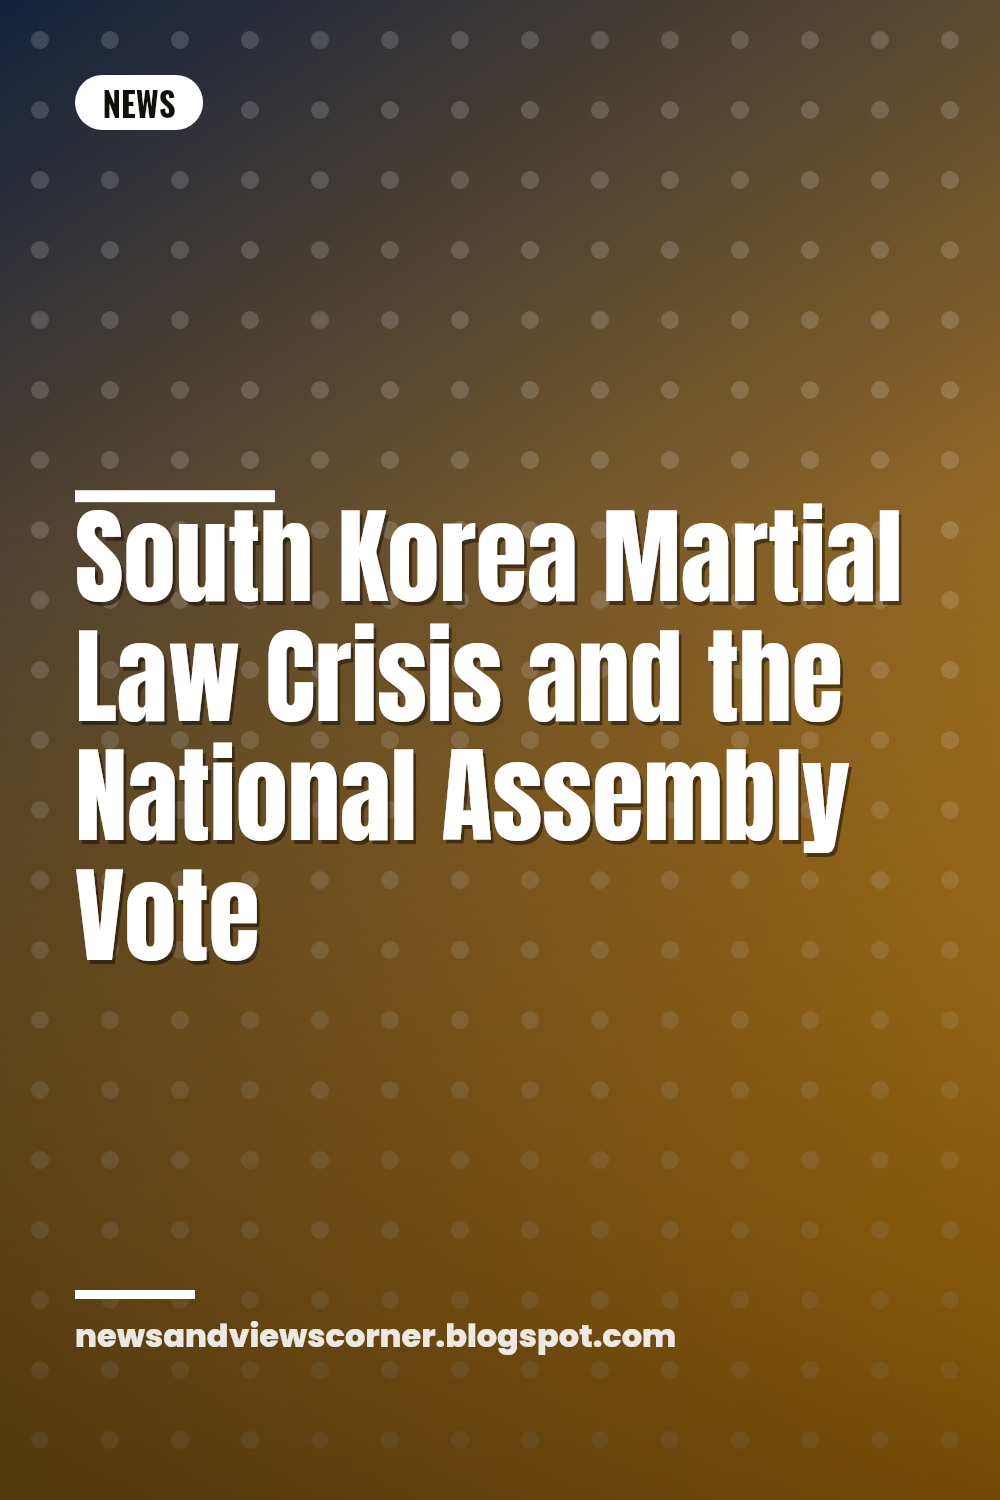 NEWS
South Korea Martial
Law Crisis and the
National Assembly
Vote
newsandviewscorner.blogspot.com